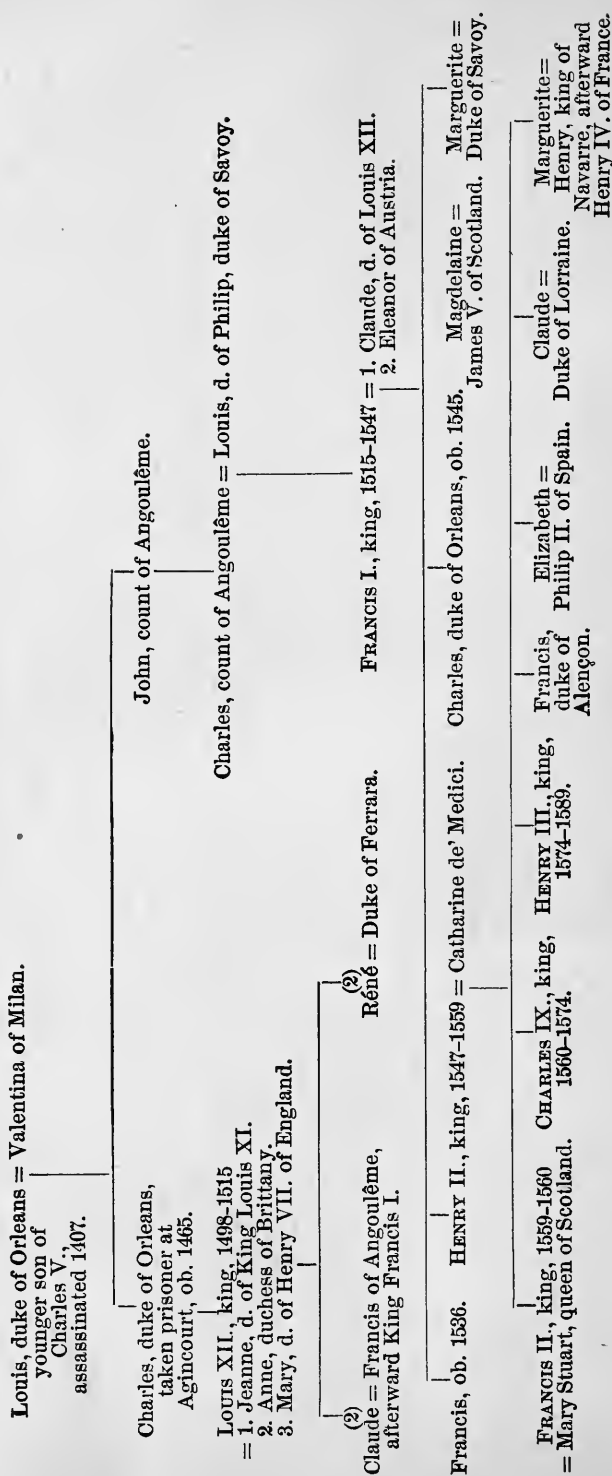 Louis, duke of Orleans = Valentina of Milan.
younger son of
Charles V.,
assassinated 1407.
Charles, duke of Orleans,
taken prisoner at
Agincourt, ob. 1465.
John, count of Angoulême.
LOUIS XII., king, 1498–1515
= 1. Jeanne, d. of King Louis XI.
2. Anne, duchess of Brittany.
3. Mary, d. of Henry VII. of England.
Charles, count of Angoulême = Louis, d. of Philip, duke of Savoy.
(2)
Claude = Francis of Angoulême,
afterward King Francis I.
(2)
Réné = Duke of Ferrara.
FRANCIS I., king, 1515–1547 = 1. Claude, d. of Louis XII.
2. Eleanor of Austria.
Francis, ob. 1536.
HENRY II., king, 1547–1559 = Catharine de' Medici.
Charles, duke of Orleans, ob. 1545.
Magdelaine =
James V. of Scotland.
Marguerite =
Duke of Savoy.
FRANCIS II., king, 1559–1560
= Mary Stuart, queen of Scotland.
CHARLES IX., king,
1560–1574.
HENRY III., king,
1574–1589.
Francis,
duke of
Alençon.
Elizabeth =
Philip II. of Spain.
Claude =
Duke of Lorraine.
Marguerite=
Henry, king of
Navarre, afterward
Henry IV. of France.